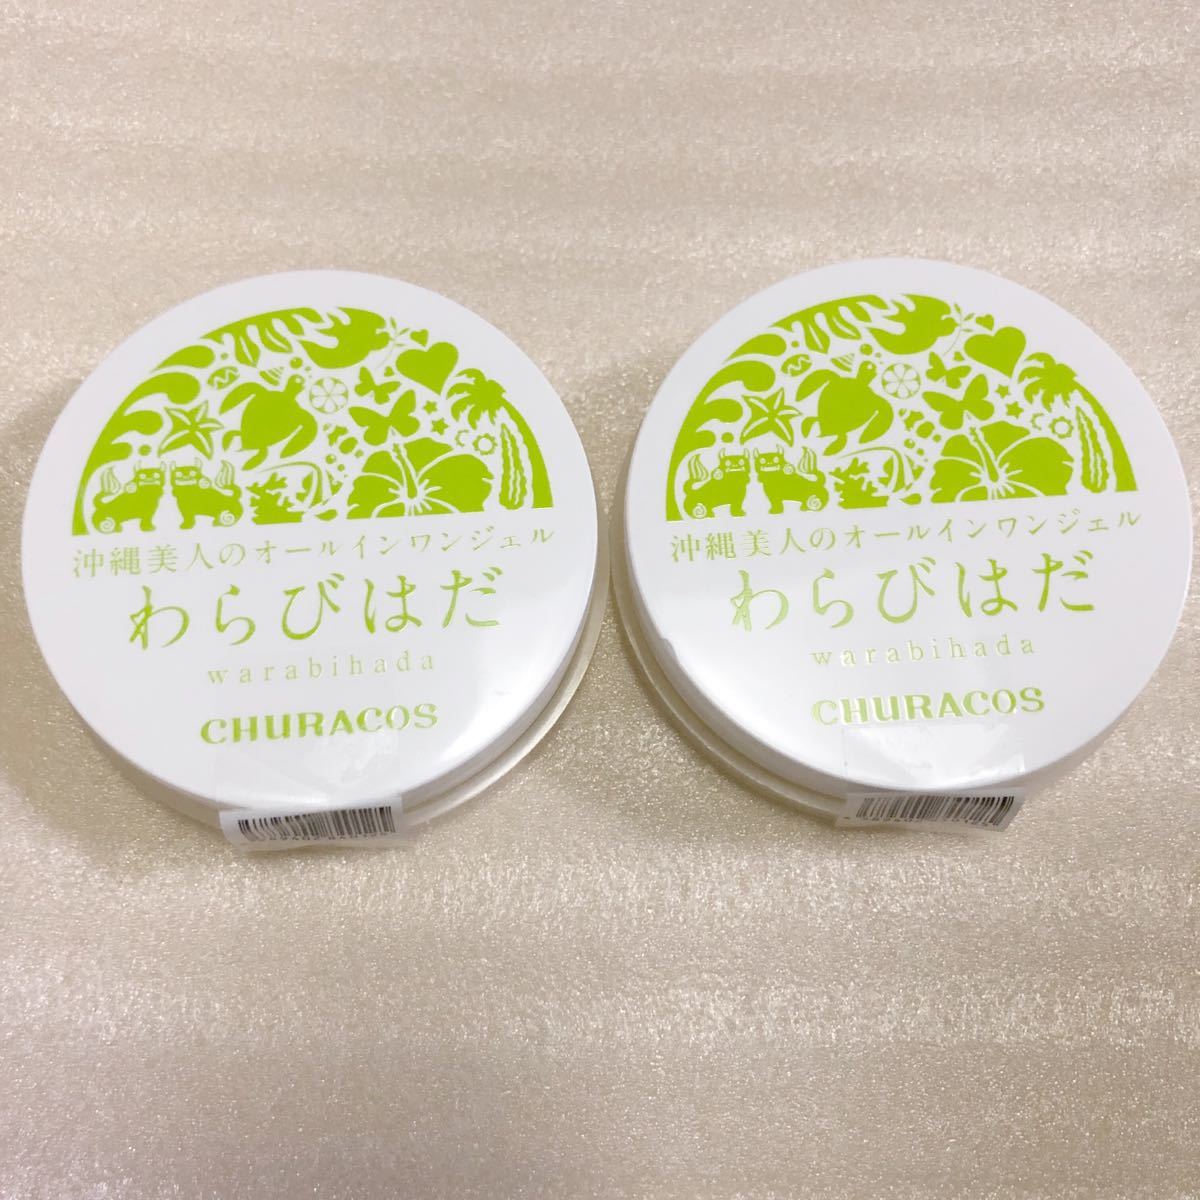 沖縄美人のオールインワンジェル
わらびはだ
warabihada
CHURACOS
沖縄美人のオールインワンジェル
わらびはだ
warabihada
CHURACOS